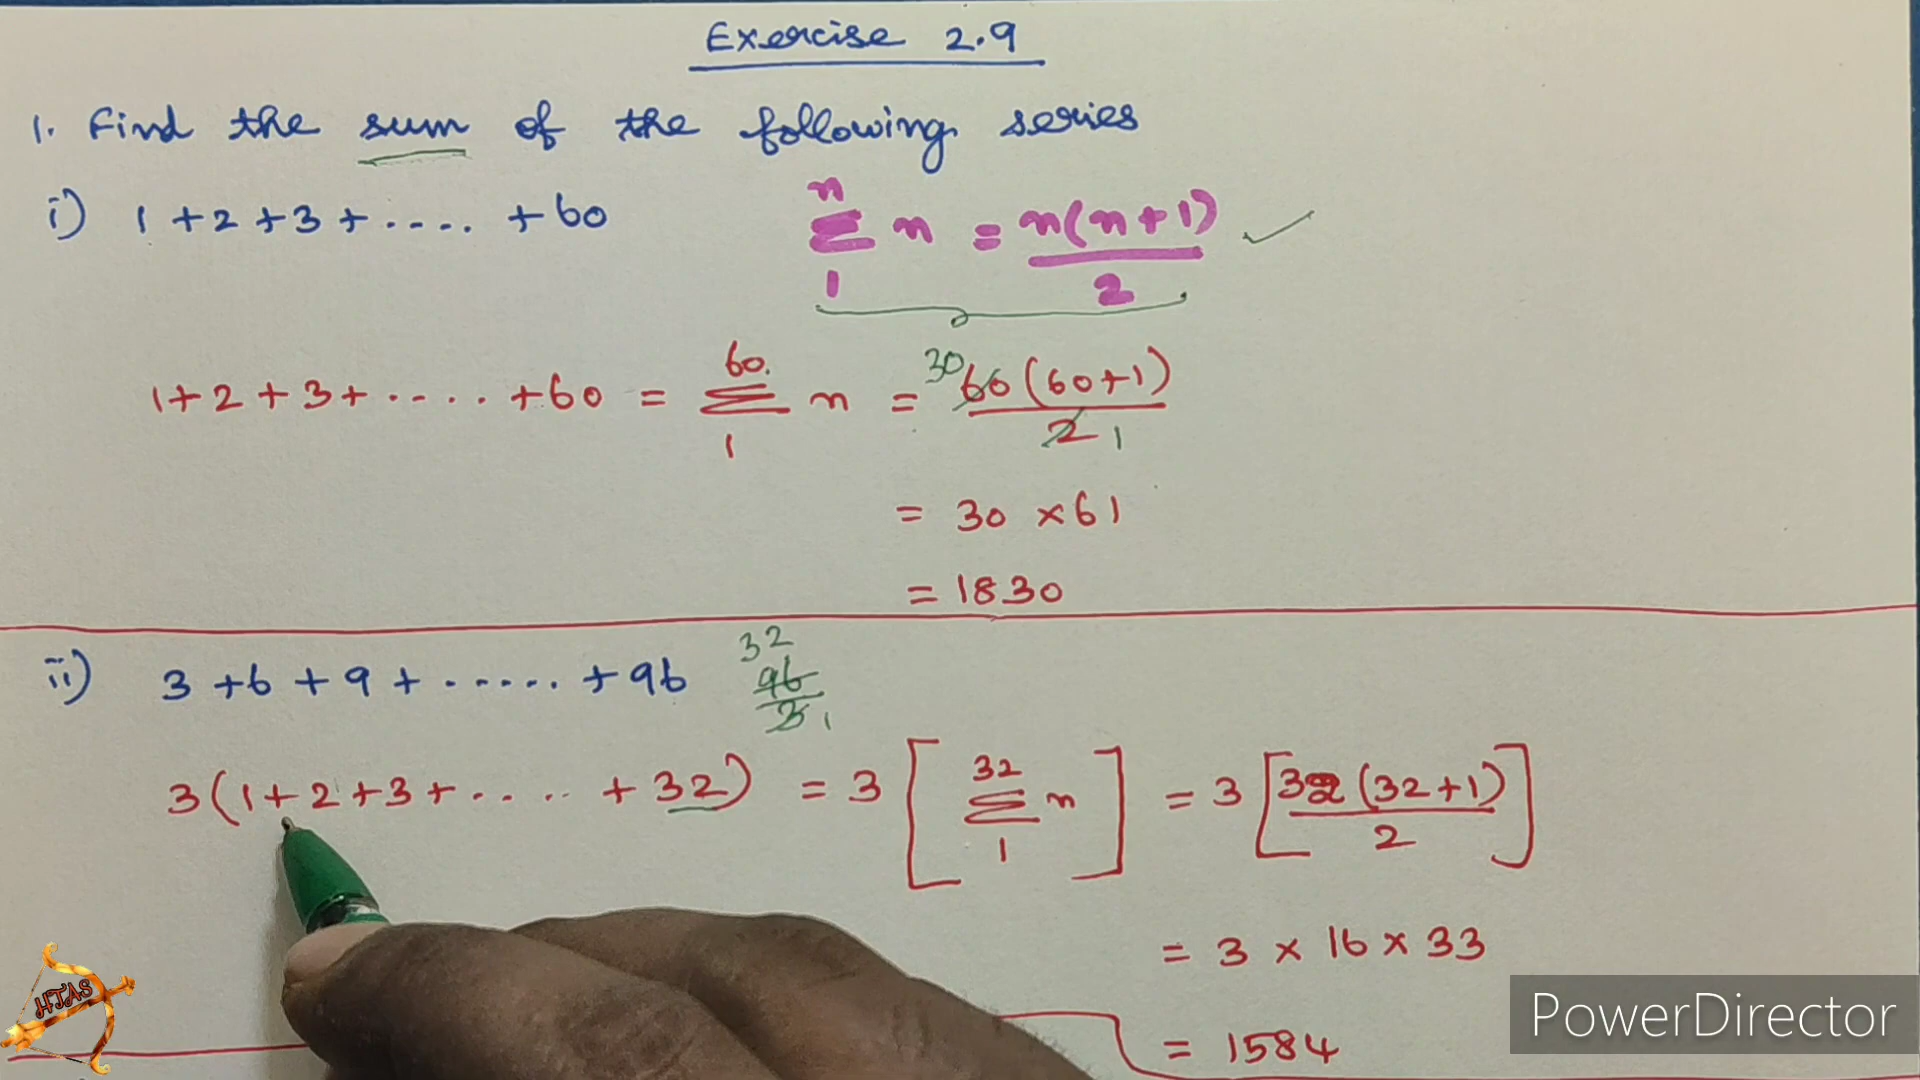 Exercise 2.9
1. Find the sum of the following series
i) 1 + 2 + 3 + ..... + 60
n
Σ n = n(n+1)
1 2
1 + 2 + 3 + ..... + 60 = 60 Σ 1 n = 30 60 (60+1) / 2 1
= 30 × 61
= 1830
ii) 3 + 6 + 9 + ...... + 96 32 96 / 3 1
3 (1 + 2 + 3 + ..... + 32) = 3 [ 32 Σ 1 n ] = 3 [ 32 (32+1) / 2 ]
= 3 × 16 × 33
= 1584
HTAS
PowerDirector